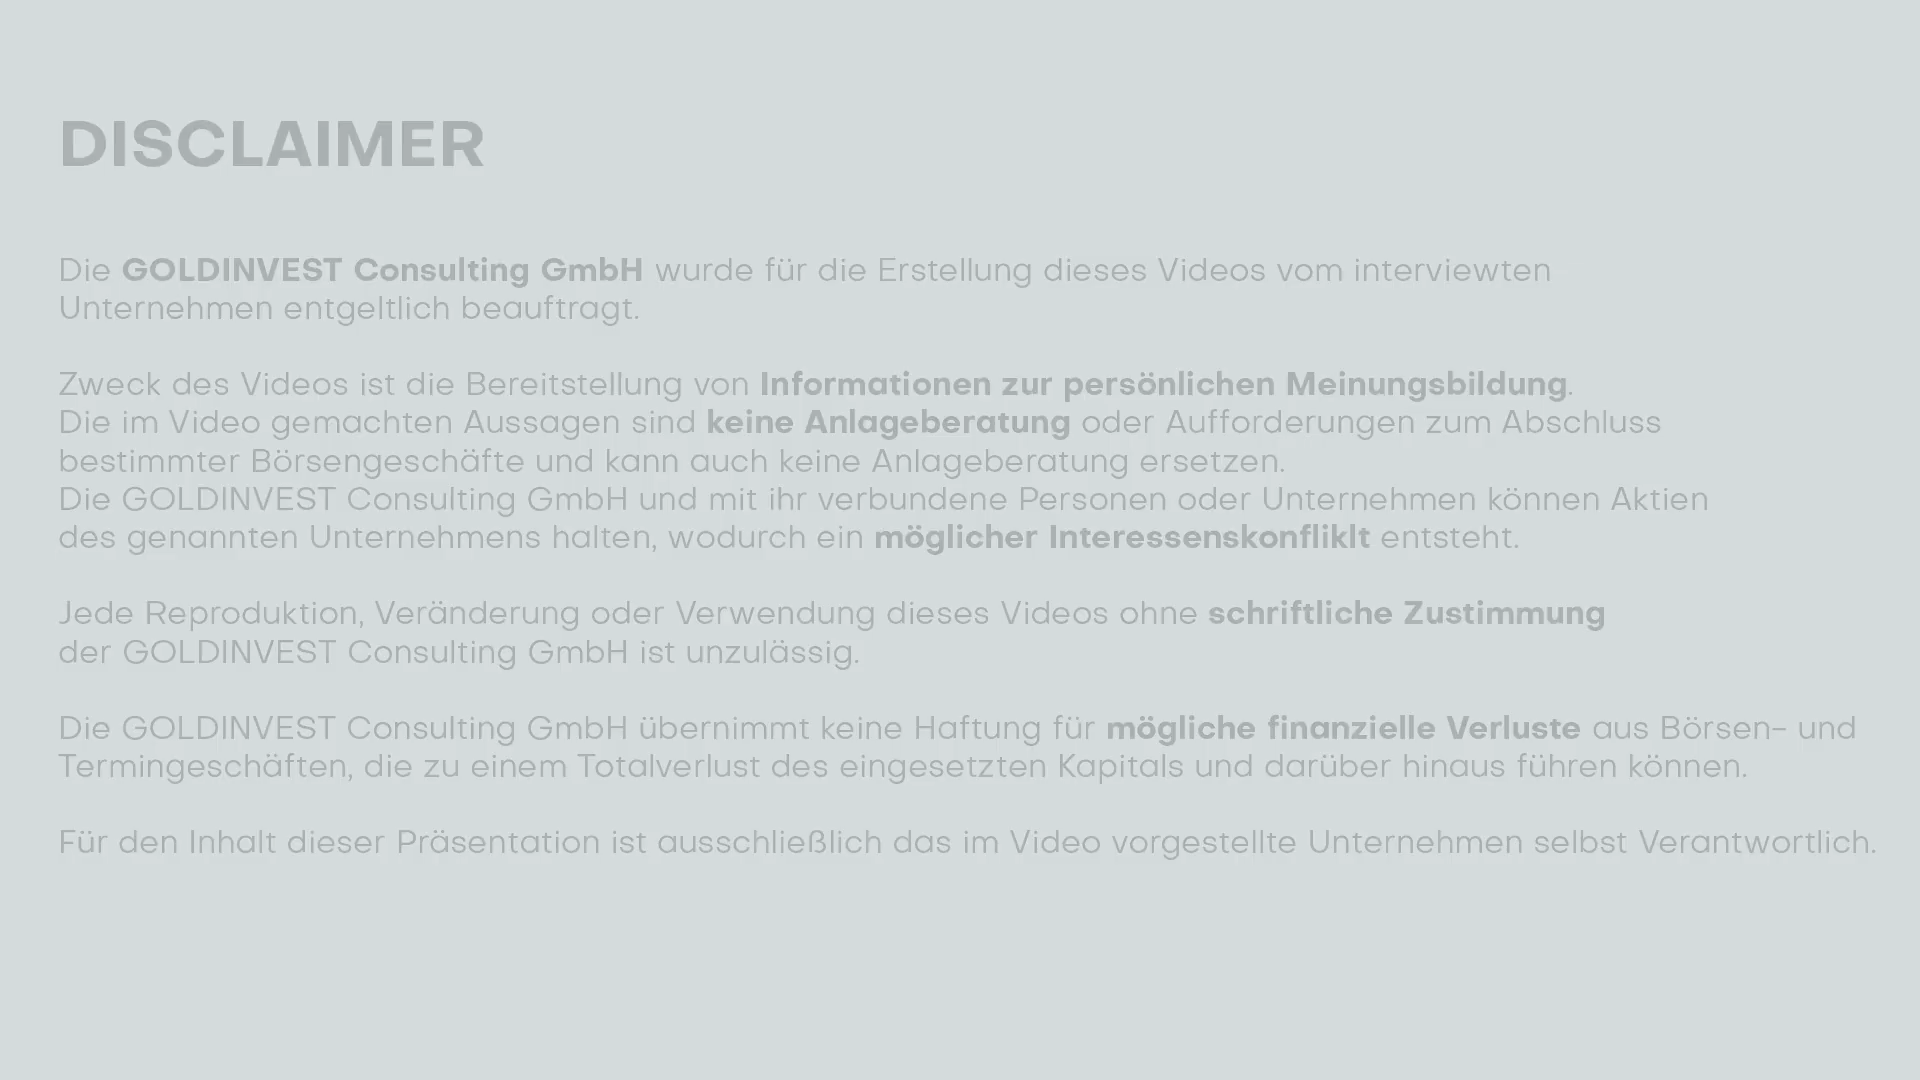 DISCLAIMER
Die GOLDINVEST Consulting GmbH wurde für die Erstellung dieses Videos vom interviewten
Unternehmen entgeltlich beauftragt.
Zweck des Videos ist die Bereitstellung von Informationen zur persönlichen Meinungsbildung.
Die im Video gemachten Aussagen sind keine Anlageberatung oder Aufforderungen zum Abschluss
bestimmter Börsengeschäfte und kann auch keine Anlageberatung ersetzen.
Die GOLDINVEST Consulting GmbH und mit ihr verbundene Personen oder Unternehmen können Aktien
des genannten Unternehmens halten, wodurch ein möglicher Interessenskonfliklt entsteht.
Jede Reproduktion, Veränderung oder Verwendung dieses Videos ohne schriftliche Zustimmung
der GOLDINVEST Consulting GmbH ist unzulässig.
Die GOLDINVEST Consulting GmbH übernimmt keine Haftung für mögliche finanzielle Verluste aus Börsen- und
Termingeschäften, die zu einem Totalverlust des eingesetzten Kapitals und darüber hinaus führen können.
Für den Inhalt dieser Präsentation ist ausschließlich das im Video vorgestellte Unternehmen selbst Verantwortlich.